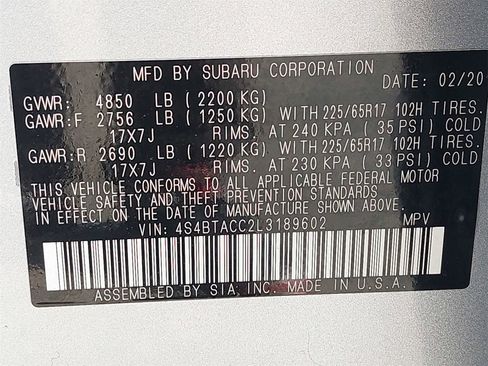 MFD BY SUBARU CORPORATION
DATE: 02/20
GVWR: 4850 LB (2200 KG)
GAWR:F 2756 LB (1250 KG) WITH 225/65R17 102H TIRES.
17X7J RIMS. AT 240 KPA (35 PSI) COLD
GAWR:R 2690 LB (1220 KG) WITH 225/65R17 102H TIRES.
17X7J RIMS. AT 230 KPA (33 PSI) COLD
THIS VEHICLE CONFORMS TO ALL APPLICABLE FEDERAL MOTOR
VEHICLE SAFETY AND THEFT PREVENTION STANDARDS
IN EFFECT ON THE DATE OF MANUFACTURE SHOWN ABOVE.
VIN: 4S4BTACC2L3189602 MPV
ASSEMBLED BY SIA, INC. MADE IN U.S.A.